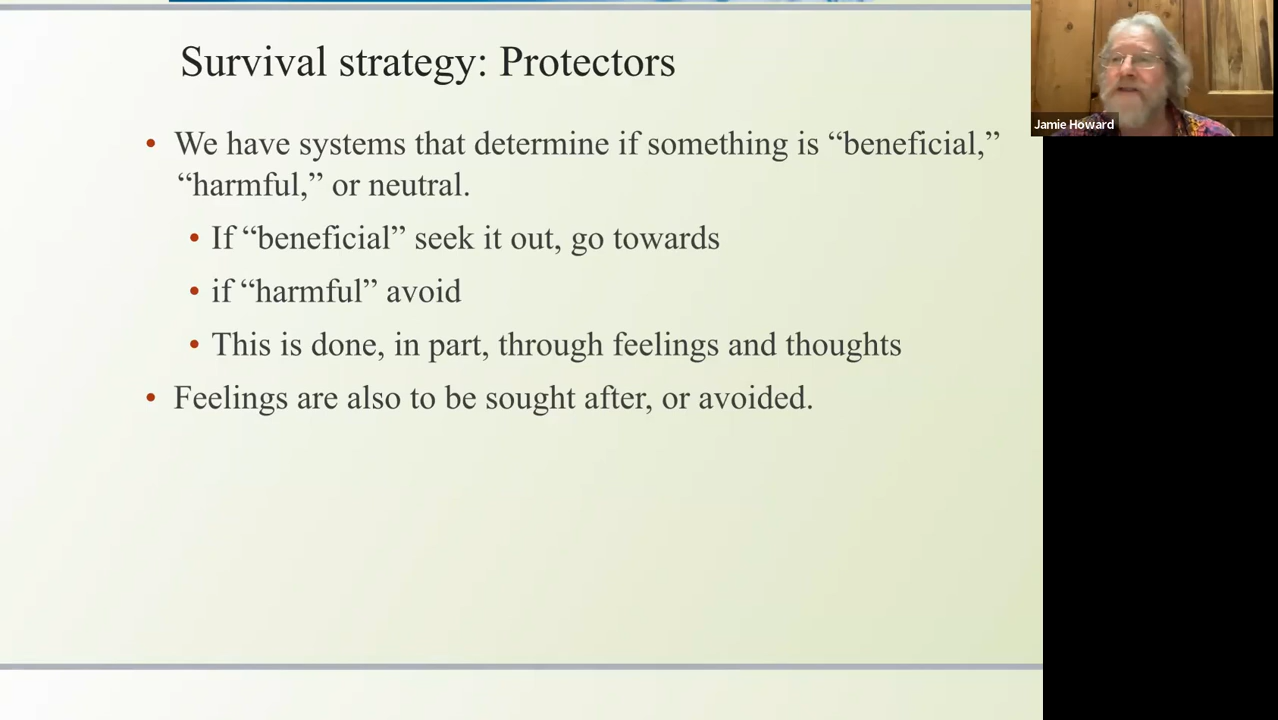 Survival strategy: Protectors
• We have systems that determine if something is “beneficial,”
“harmful,” or neutral.
• If “beneficial” seek it out, go towards
• if “harmful” avoid
• This is done, in part, through feelings and thoughts
• Feelings are also to be sought after, or avoided.
Jamie Howard